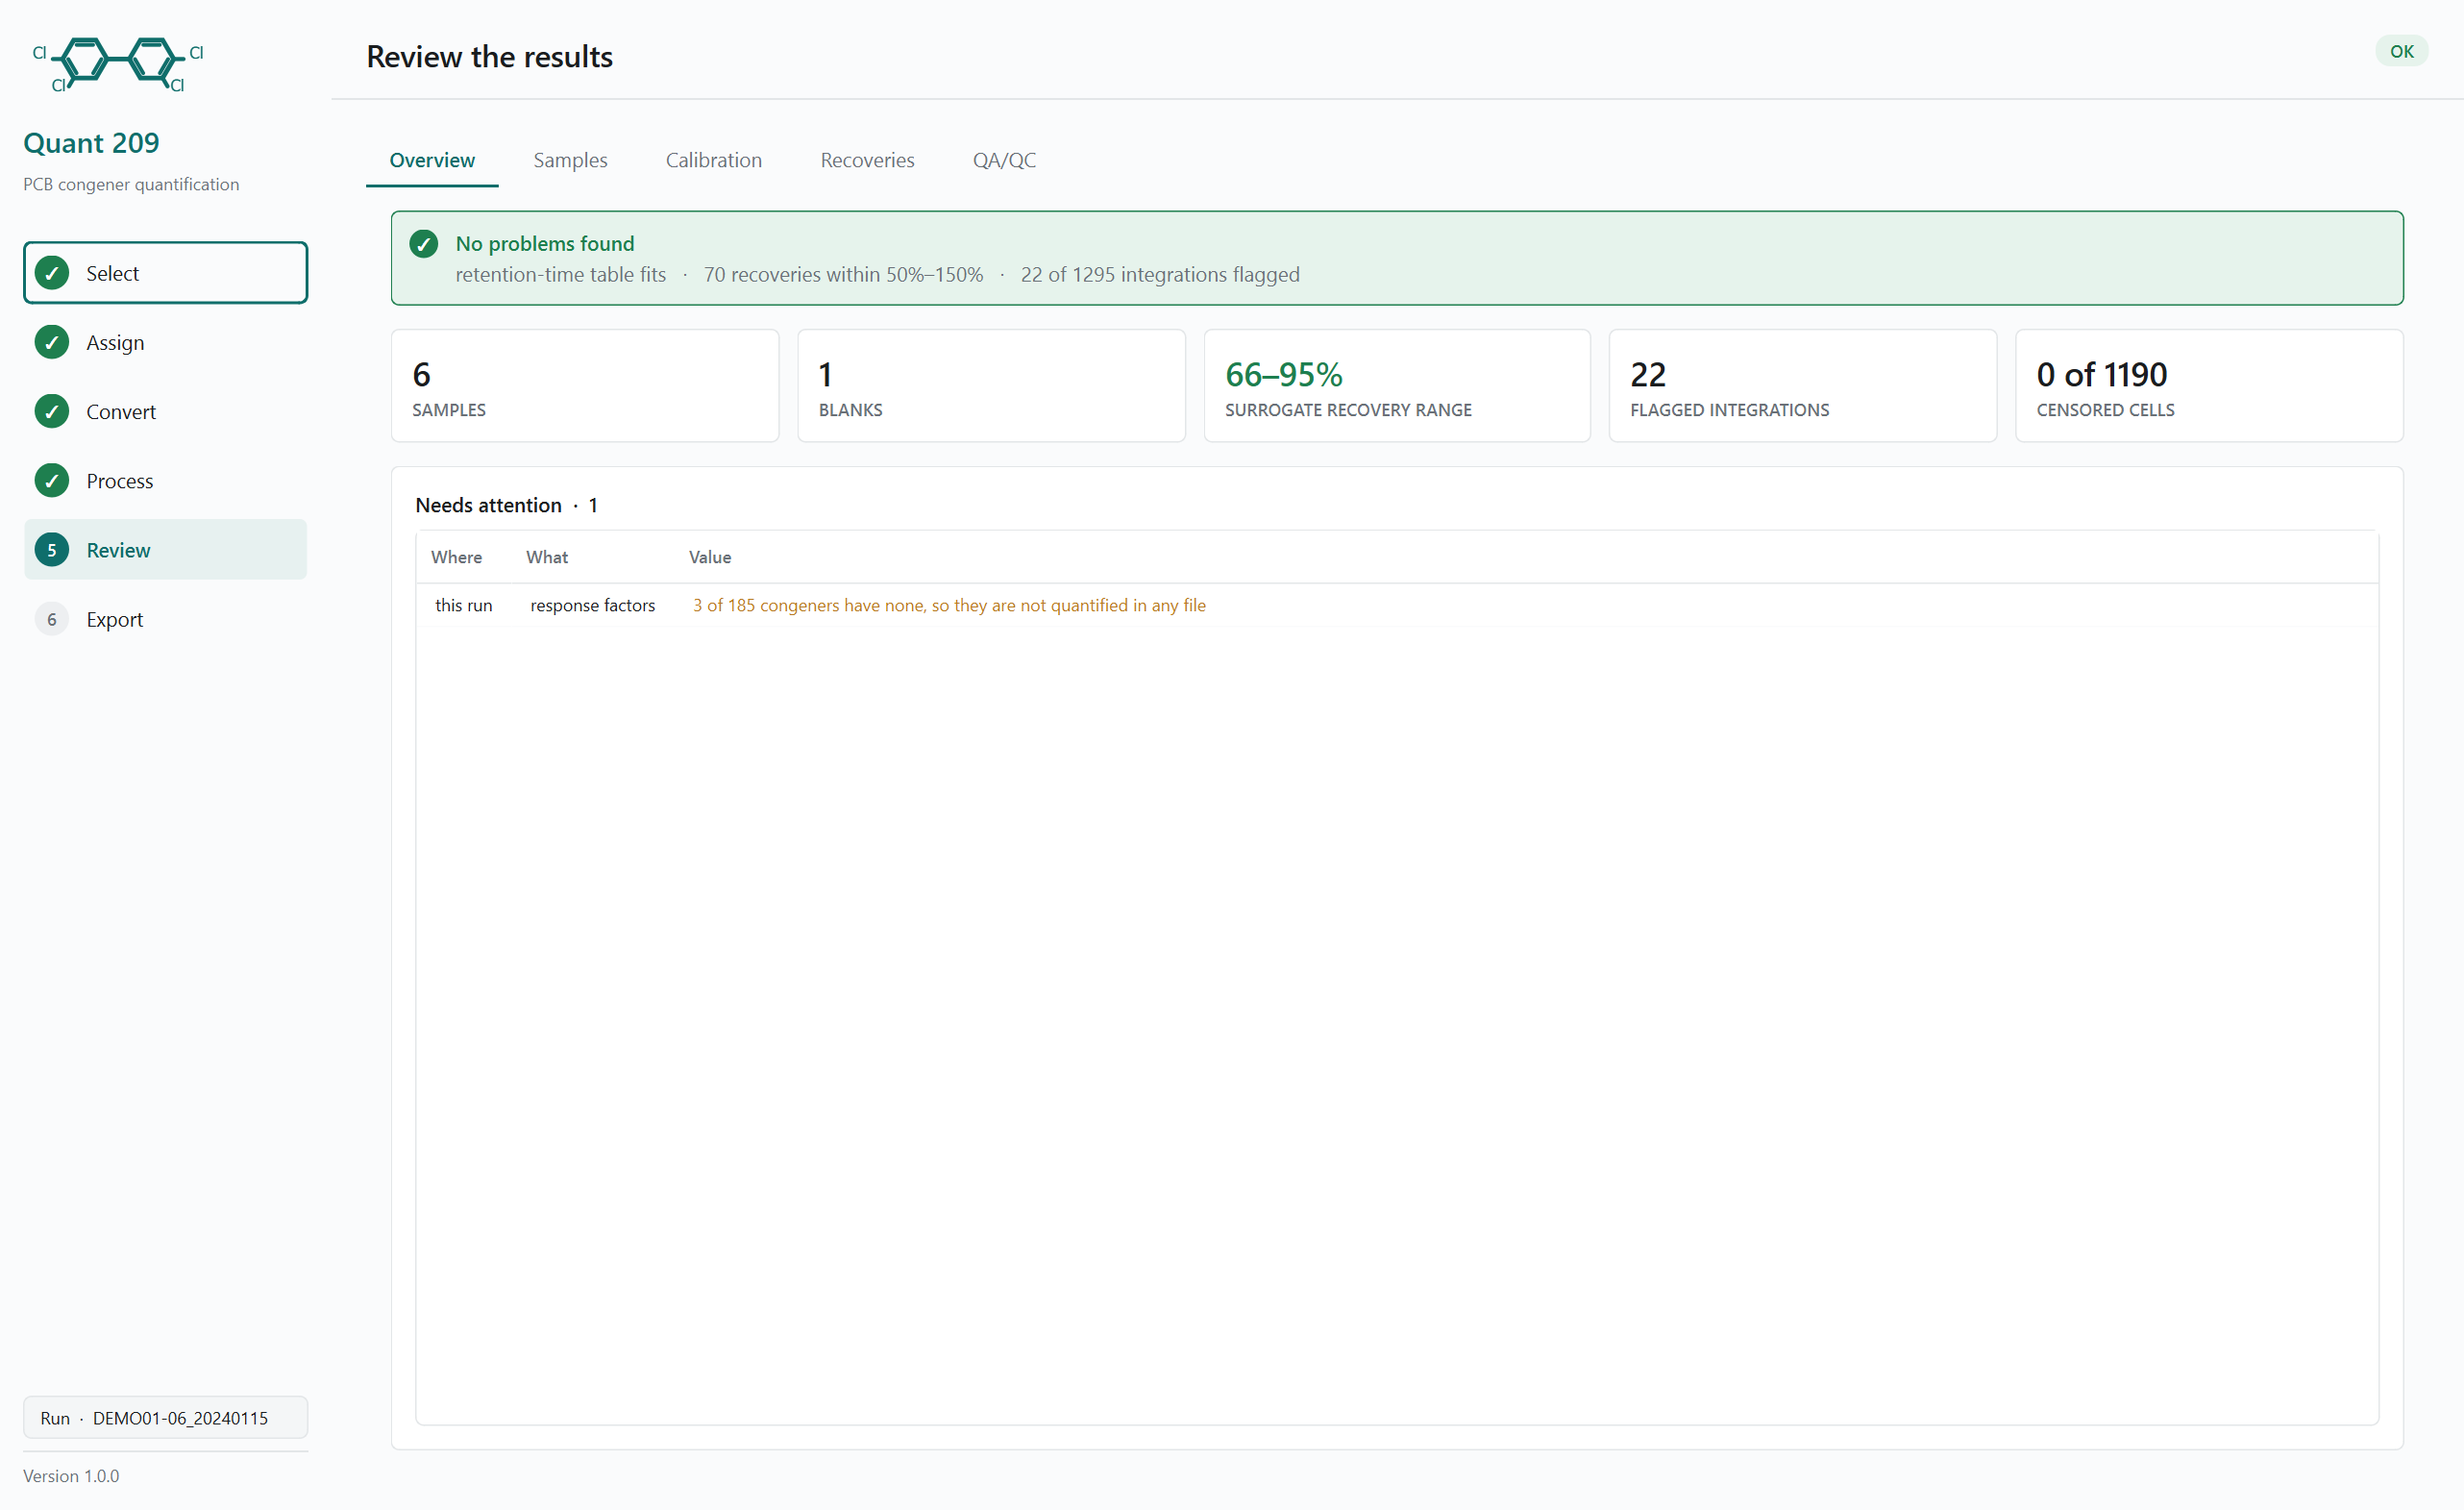 Cl Cl
Cl Cl
Quant 209
PCB congener quantification
✓ Select
✓ Assign
✓ Convert
✓ Process
5 Review
6 Export
Run · DEMO01-06_20240115
Version 1.0.0
Review the results
OK
Overview Samples Calibration Recoveries QA/QC
✓ No problems found
retention-time table fits · 70 recoveries within 50%–150% · 22 of 1295 integrations flagged
6
SAMPLES
1
BLANKS
66–95%
SURROGATE RECOVERY RANGE
22
FLAGGED INTEGRATIONS
0 of 1190
CENSORED CELLS
Needs attention · 1
Where What Value
this run response factors 3 of 185 congeners have none, so they are not quantified in any file